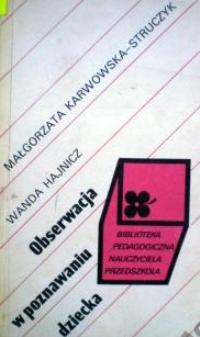 MAŁGORZATA KARWOWSKA-STRUCZYK
WANDA HAJNICZ
Obserwacja
w poznawaniu
dziecka
BIBLIOTEKA
PEDAGOGICZNA
NAUCZYCIELA
PRZEDSZKOLA